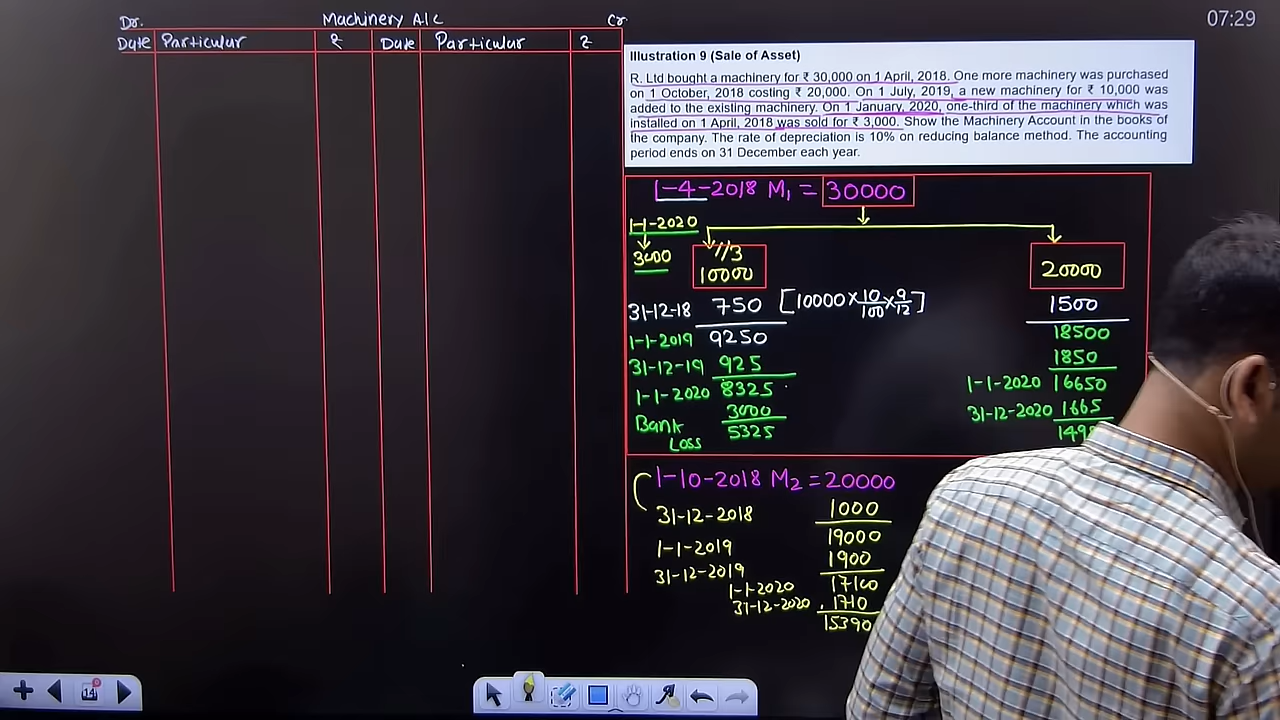 07:29
Dr. Machinery A/c Cr.
Date Particular ₹ Date Particular ₹
Illustration 9 (Sale of Asset)
R. Ltd bought a machinery for ₹ 30,000 on 1 April, 2018. One more machinery was purchased
on 1 October, 2018 costing ₹ 20,000. On 1 July, 2019, a new machinery for ₹ 10,000 was
added to the existing machinery. On 1 January, 2020, one-third of the machinery which was
installed on 1 April, 2018 was sold for ₹ 3,000. Show the Machinery Account in the books of
the company. The rate of depreciation is 10% on reducing balance method. The accounting
period ends on 31 December each year.
1-4-2018 M₁ = 30000
1-1-2020
3000
1/3
10000
20000
31-12-18 750 [10000×10/100×9/12] 1500
1-1-2019 9250 18500
31-12-19 925 1850
1-1-2020 8325 1-1-2020 16650
Bank 3000 31-12-2020 1665
Loss 5325
1-10-2018 M₂ = 20000
31-12-2018 1000
1-1-2019 19000
31-12-2019 1900
1-1-2020 17100
31-12-2020 1710
15390
14